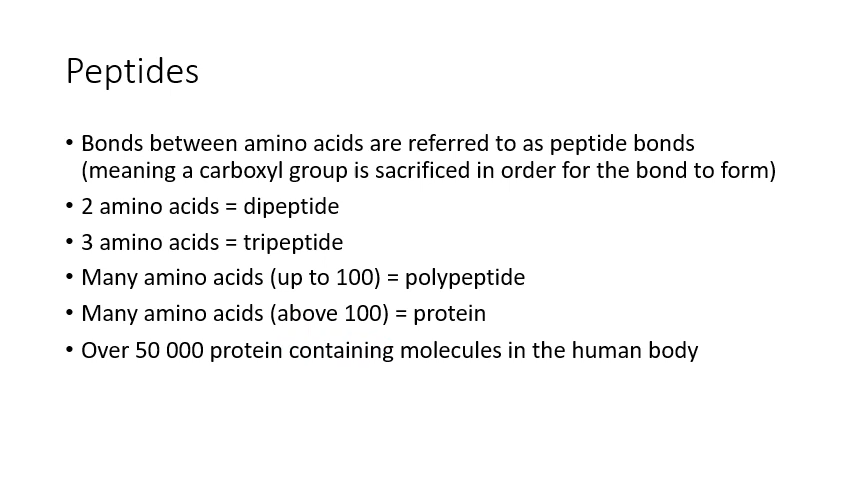 Peptides
• Bonds between amino acids are referred to as peptide bonds
(meaning a carboxyl group is sacrificed in order for the bond to form)
• 2 amino acids = dipeptide
• 3 amino acids = tripeptide
• Many amino acids (up to 100) = polypeptide
• Many amino acids (above 100) = protein
• Over 50 000 protein containing molecules in the human body